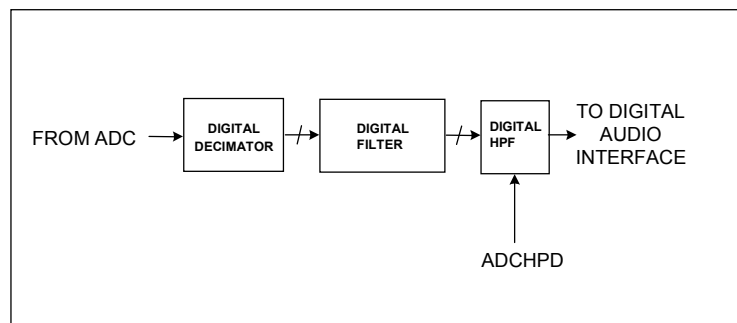 FROM ADC
DIGITAL
DECIMATOR
DIGITAL
FILTER
DIGITAL
HPF
TO DIGITAL
AUDIO
INTERFACE
ADCHPD